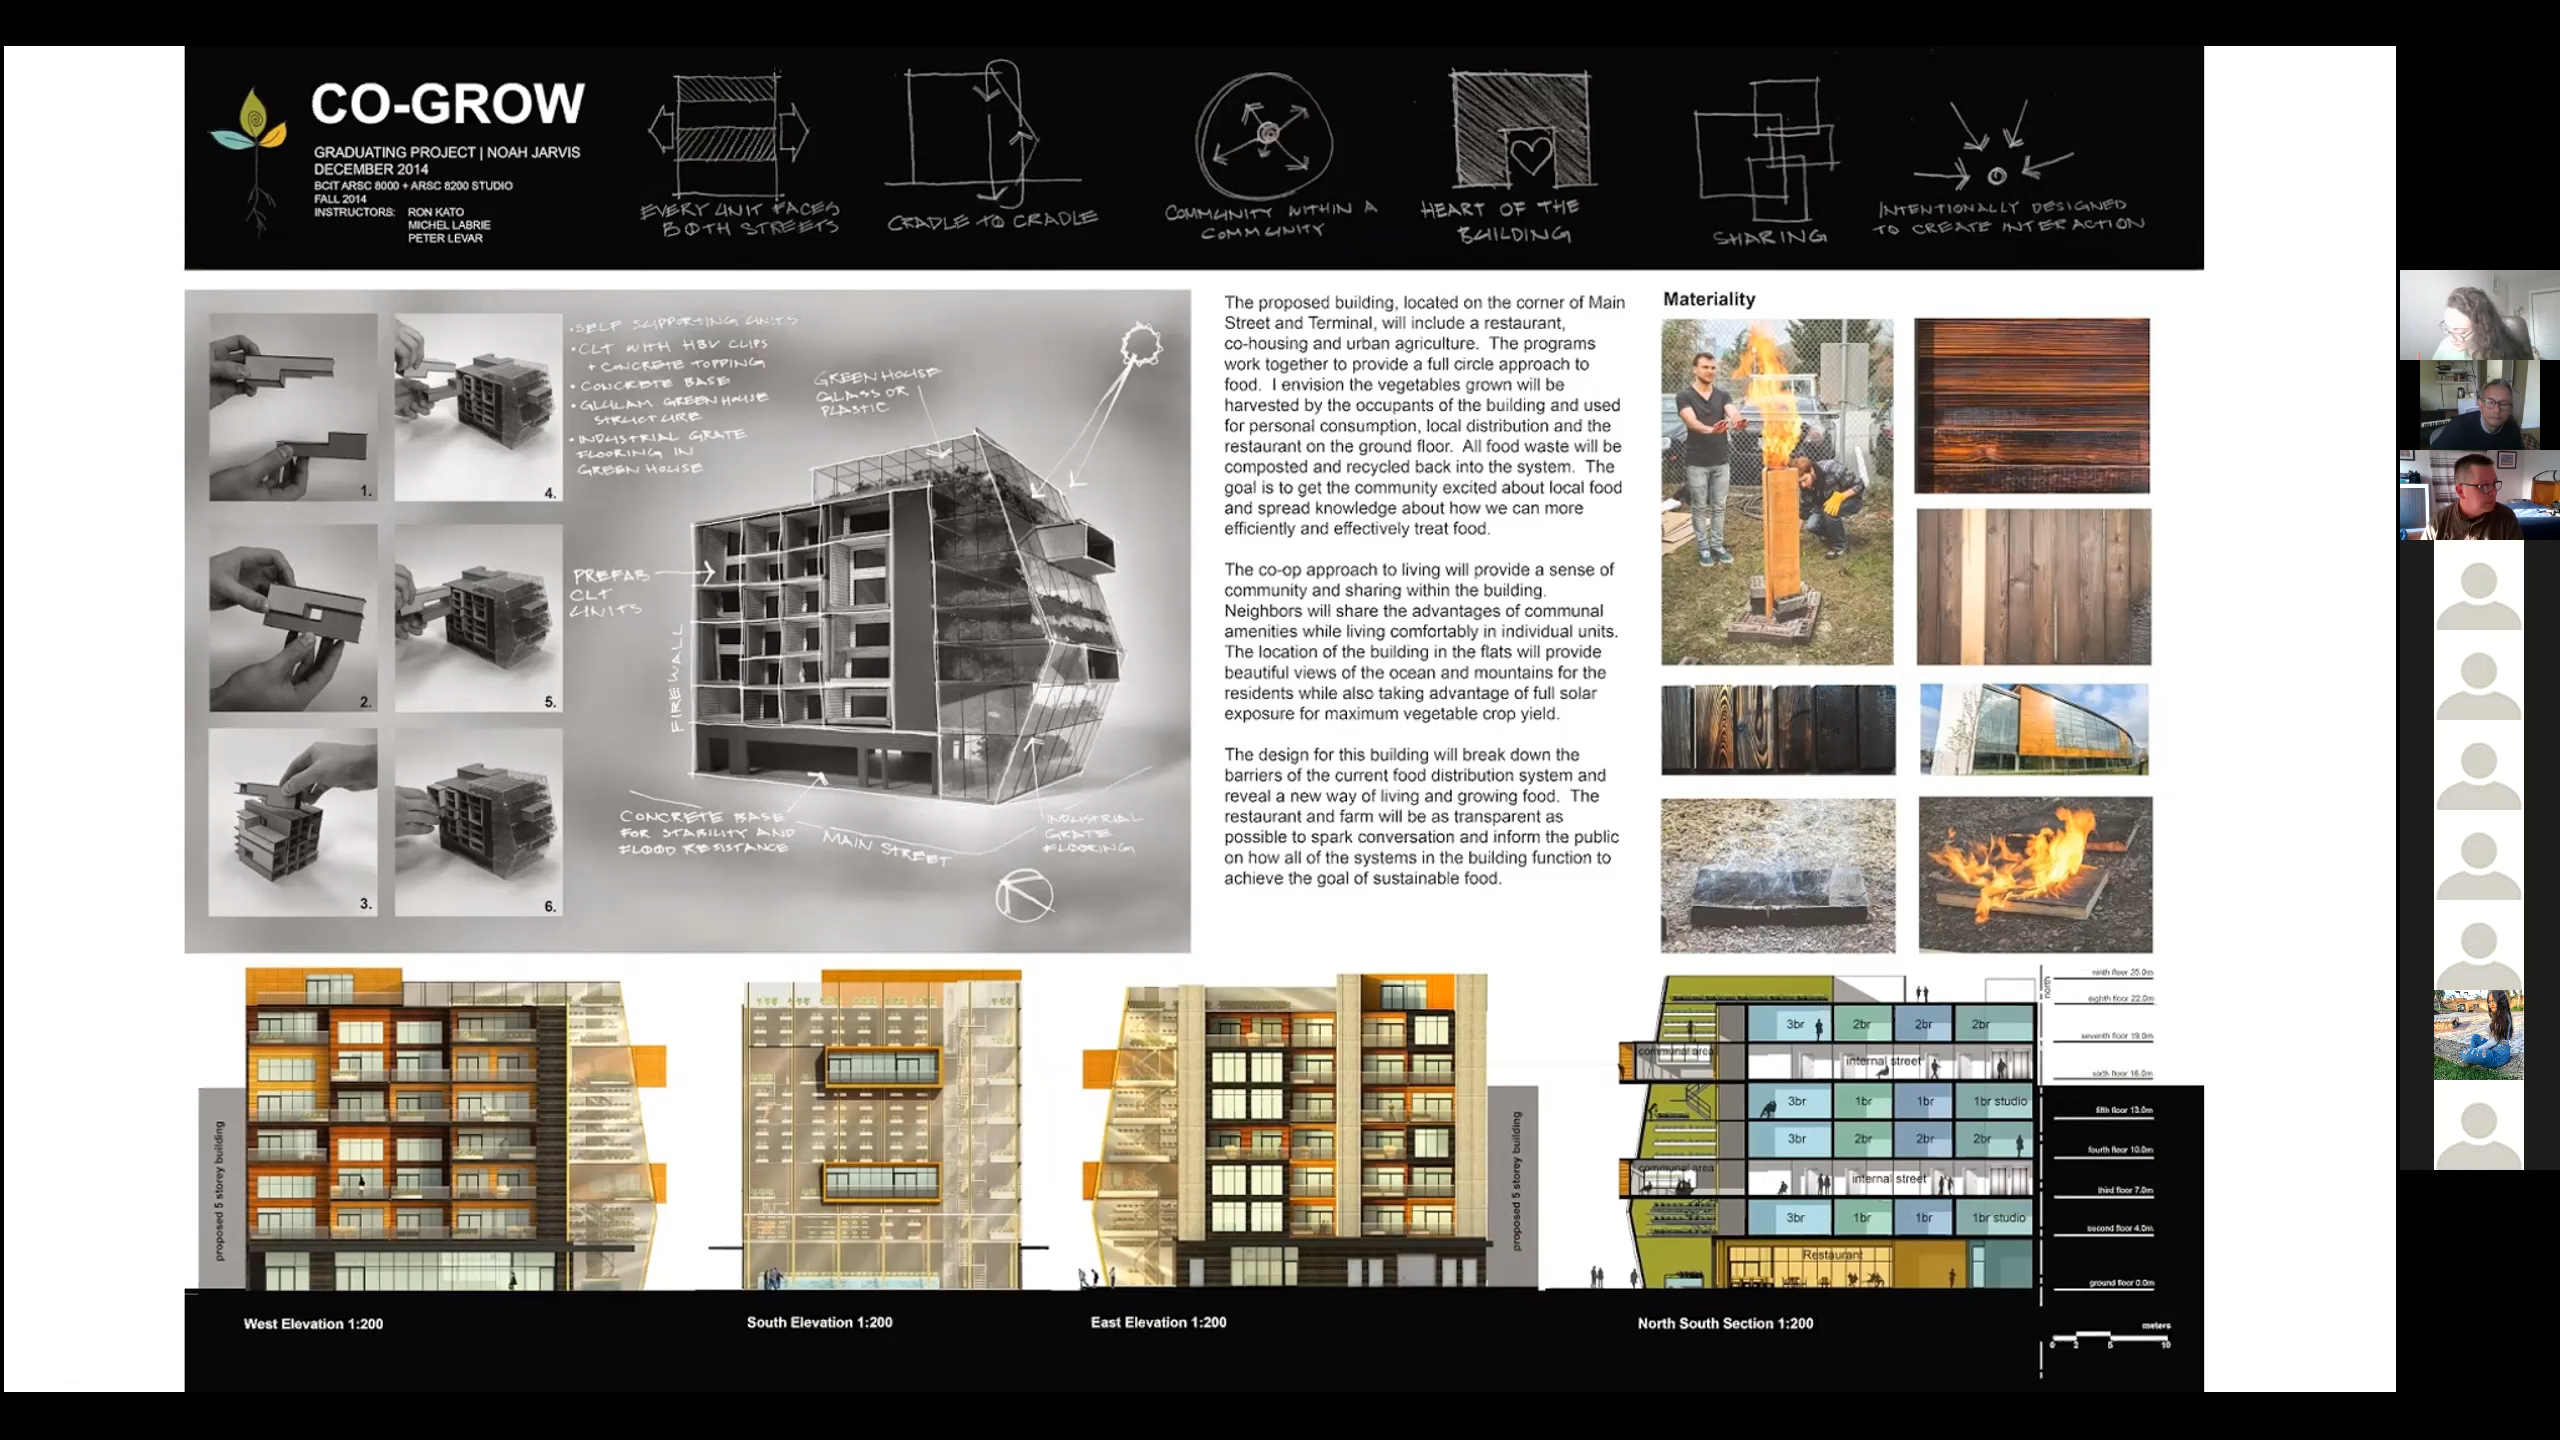 CO-GROW
GRADUATING PROJECT | NOAH JARVIS
DECEMBER 2014
BCIT ARSC 8000 + ARSC 8200 STUDIO
FALL 2014
INSTRUCTORS: RON KATO
MICHEL LABRIE
PETER LEVAR
EVERY UNIT FACES
BOTH STREETS
CRADLE TO CRADLE
COMMUNITY WITHIN A
COMMUNITY
HEART OF THE
BUILDING
SHARING
INTENTIONALLY DESIGNED
TO CREATE INTERACTION
1.
4.
2.
5.
3.
6.
• SELF SUPPORTING UNITS
• CLT WITH HBV CLIPS
+ CONCRETE TOPPING
• CONCRETE BASE
• GLULAM GREENHOUSE
STRUCTURE
• INDUSTRIAL GRATE
FLOORING IN
GREENHOUSE
GREENHOUSE
GLASS OR
PLASTIC
PREFAB
CLT
UNITS
FIREWALL
CONCRETE BASE
FOR STABILITY AND
FLOOD RESISTANCE
MAIN STREET
INDUSTRIAL
GRATE
FLOORING
The proposed building, located on the corner of Main
Street and Terminal, will include a restaurant,
co-housing and urban agriculture. The programs
work together to provide a full circle approach to
food. I envision the vegetables grown will be
harvested by the occupants of the building and used
for personal consumption, local distribution and the
restaurant on the ground floor. All food waste will be
composted and recycled back into the system. The
goal is to get the community excited about local food
and spread knowledge about how we can more
efficiently and effectively treat food.
The co-op approach to living will provide a sense of
community and sharing within the building.
Neighbors will share the advantages of communal
amenities while living comfortably in individual units.
The location of the building in the flats will provide
beautiful views of the ocean and mountains for the
residents while also taking advantage of full solar
exposure for maximum vegetable crop yield.
The design for this building will break down the
barriers of the current food distribution system and
reveal a new way of living and growing food. The
restaurant and farm will be as transparent as
possible to spark conversation and inform the public
on how all of the systems in the building function to
achieve the goal of sustainable food.
Materiality
proposed 5 storey building
West Elevation 1:200
South Elevation 1:200
proposed 5 storey building
East Elevation 1:200
3br 2br 2br 2br
communal area internal street
3br 1br 1br 1br studio
3br 2br 2br 2br
communal area internal street
3br 1br 1br 1br studio
Restaurant
North South Section 1:200
north
ninth floor 25.0m
eighth floor 22.0m
seventh floor 19.0m
sixth floor 16.0m
fifth floor 13.0m
fourth floor 10.0m
third floor 7.0m
second floor 4.0m
ground floor 0.0m
meters
0 2 5 10